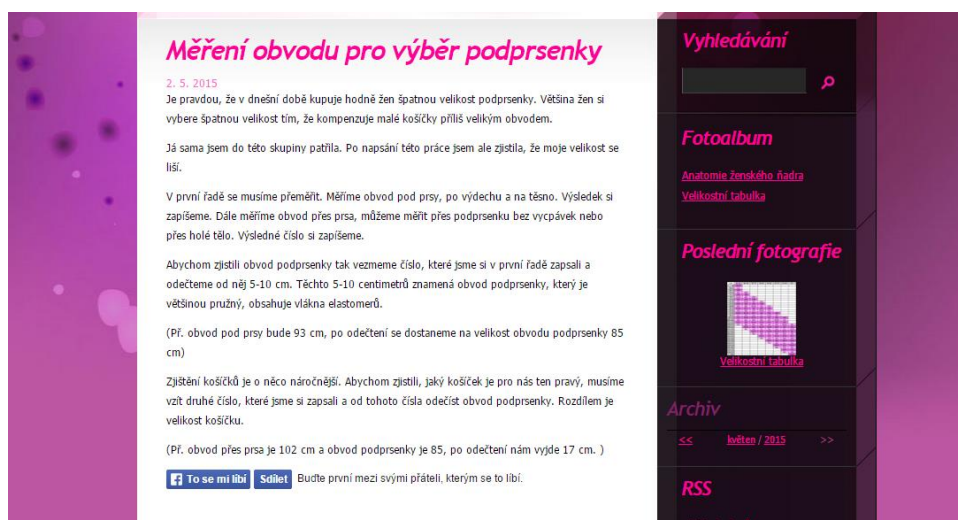 Měření obvodu pro výběr podprsenky
2. 5. 2015
Je pravdou, že v dnešní době kupuje hodně žen špatnou velikost podprsenky. Většina žen si
vybere špatnou velikost tím, že kompenzuje malé košíčky příliš velikým obvodem.
Já sama jsem do této skupiny patřila. Po napsání této práce jsem ale zjistila, že moje velikost se
liší.
V první řadě se musíme přeměřit. Měříme obvod pod prsy, po výdechu a na těsno. Výsledek si
zapíšeme. Dále měříme obvod přes prsa, můžeme měřit přes podprsenku bez vycpávek nebo
přes holé tělo. Výsledné číslo si zapíšeme.
Abychom zjistili obvod podprsenky tak vezmeme číslo, které jsme si v první řadě zapsali a
odečteme od něj 5-10 cm. Těchto 5-10 centimetrů znamená obvod podprsenky, který je
většinou pružný, obsahuje vlákna elastomerů.
(Př. obvod pod prsy bude 93 cm, po odečtení se dostaneme na velikost obvodu podprsenky 85
cm)
Zjištění košíčků je o něco náročnější. Abychom zjistili, jaký košíček je pro nás ten pravý, musíme
vzít druhé číslo, které jsme si zapsali a od tohoto čísla odečíst obvod podprsenky. Rozdílem je
velikost košíčku.
(Př. obvod přes prsa je 102 cm a obvod podprsenky je 85, po odečtení nám vyjde 17 cm. )
To se mi líbí Sdílet Buďte první mezi svými přáteli, kterým se to líbí.
Vyhledávání
Fotoalbum
Anatomie ženského ňadra
Velikostní tabulka
Poslední fotografie
Velikostní tabulka
Archiv
<< květen / 2015 >>
RSS